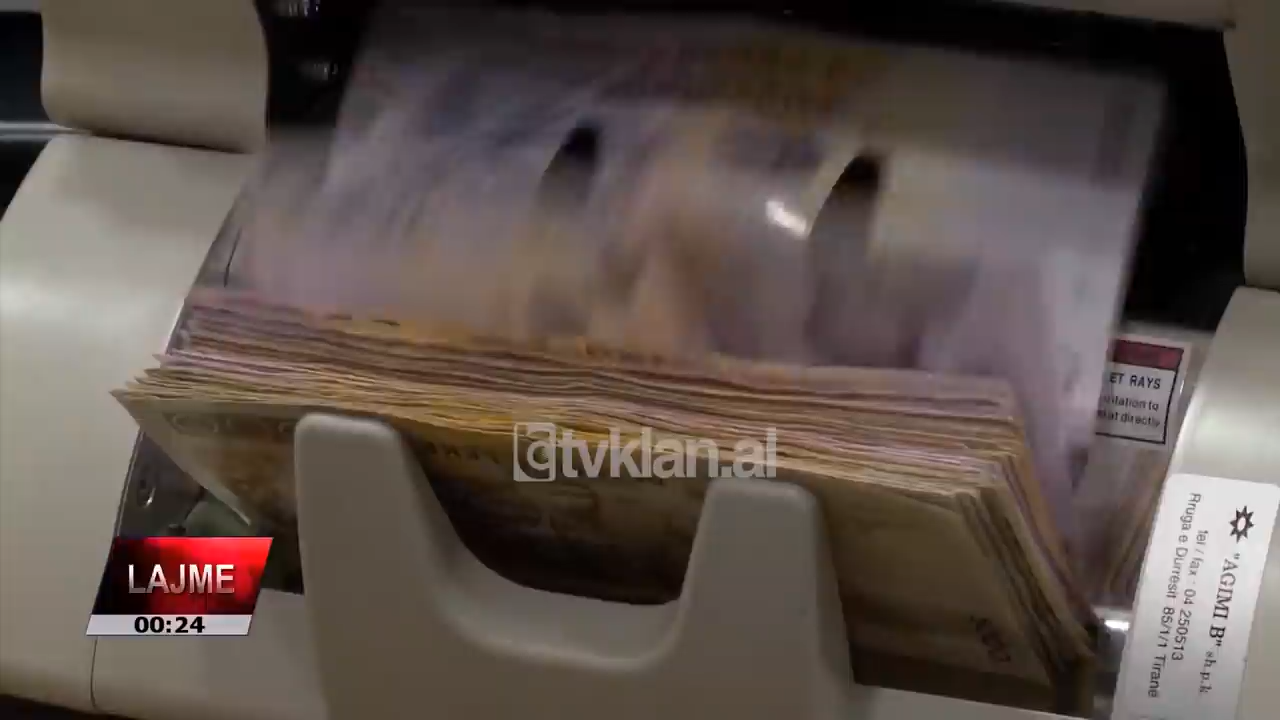 ET RAYS
tvklan.al
LAJME
00:24
"AGIMI B" sh.p.k
tel / fax : 04 250513
Rruga e Durresit 85/1/1 Tirane